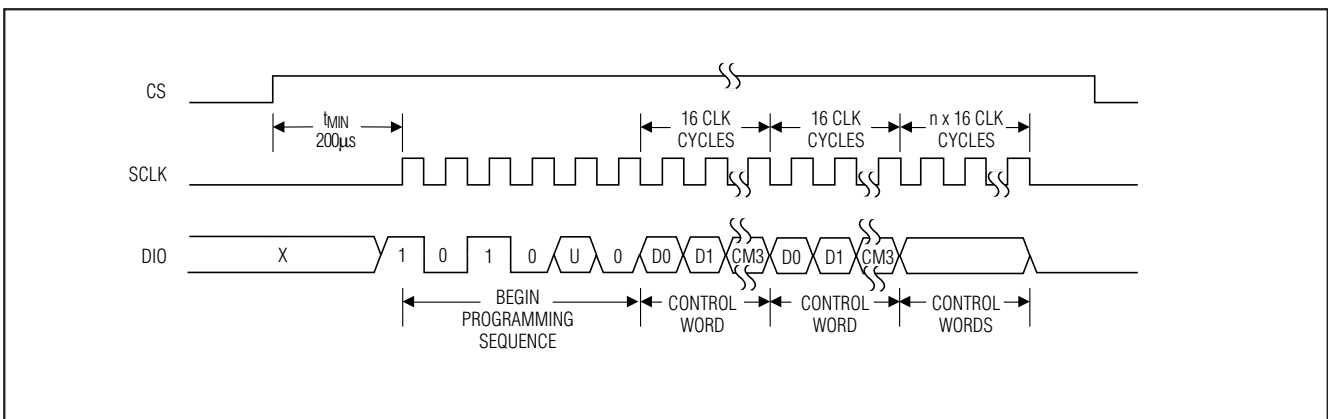 CS
tMIN
200µs
16 CLK
CYCLES
16 CLK
CYCLES
n x 16 CLK
CYCLES
SCLK
DIO
X
1
0
1
0
U
0
D0
D1
CM3
D0
D1
CM3
BEGIN
PROGRAMMING
SEQUENCE
CONTROL
WORD
CONTROL
WORD
CONTROL
WORDS